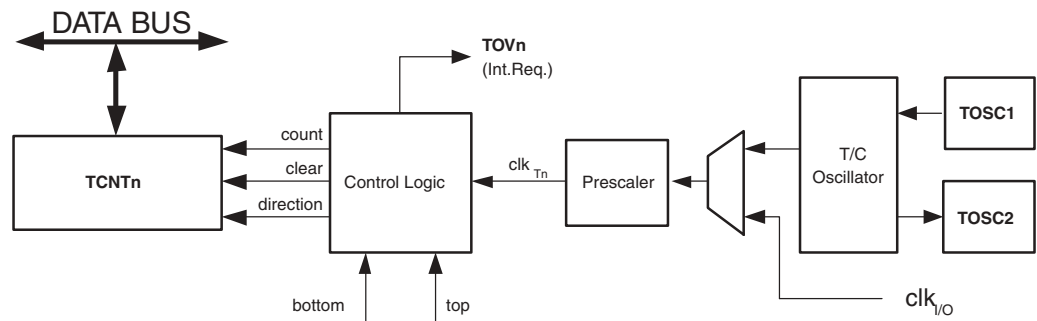 DATA BUS
TOVn
(Int.Req.)
TCNTn
count
clear
direction
Control Logic
clk Tn
Prescaler
T/C
Oscillator
TOSC1
TOSC2
bottom
top
clk I/O